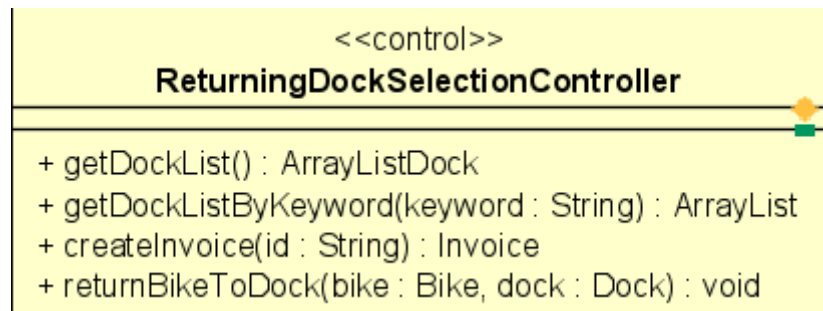 <<control>>
ReturningDockSelectionController
+ getDockList() : ArrayListDock
+ getDockListByKeyword(keyword : String) : ArrayList
+ createInvoice(id : String) : Invoice
+ returnBikeToDock(bike : Bike, dock : Dock) : void